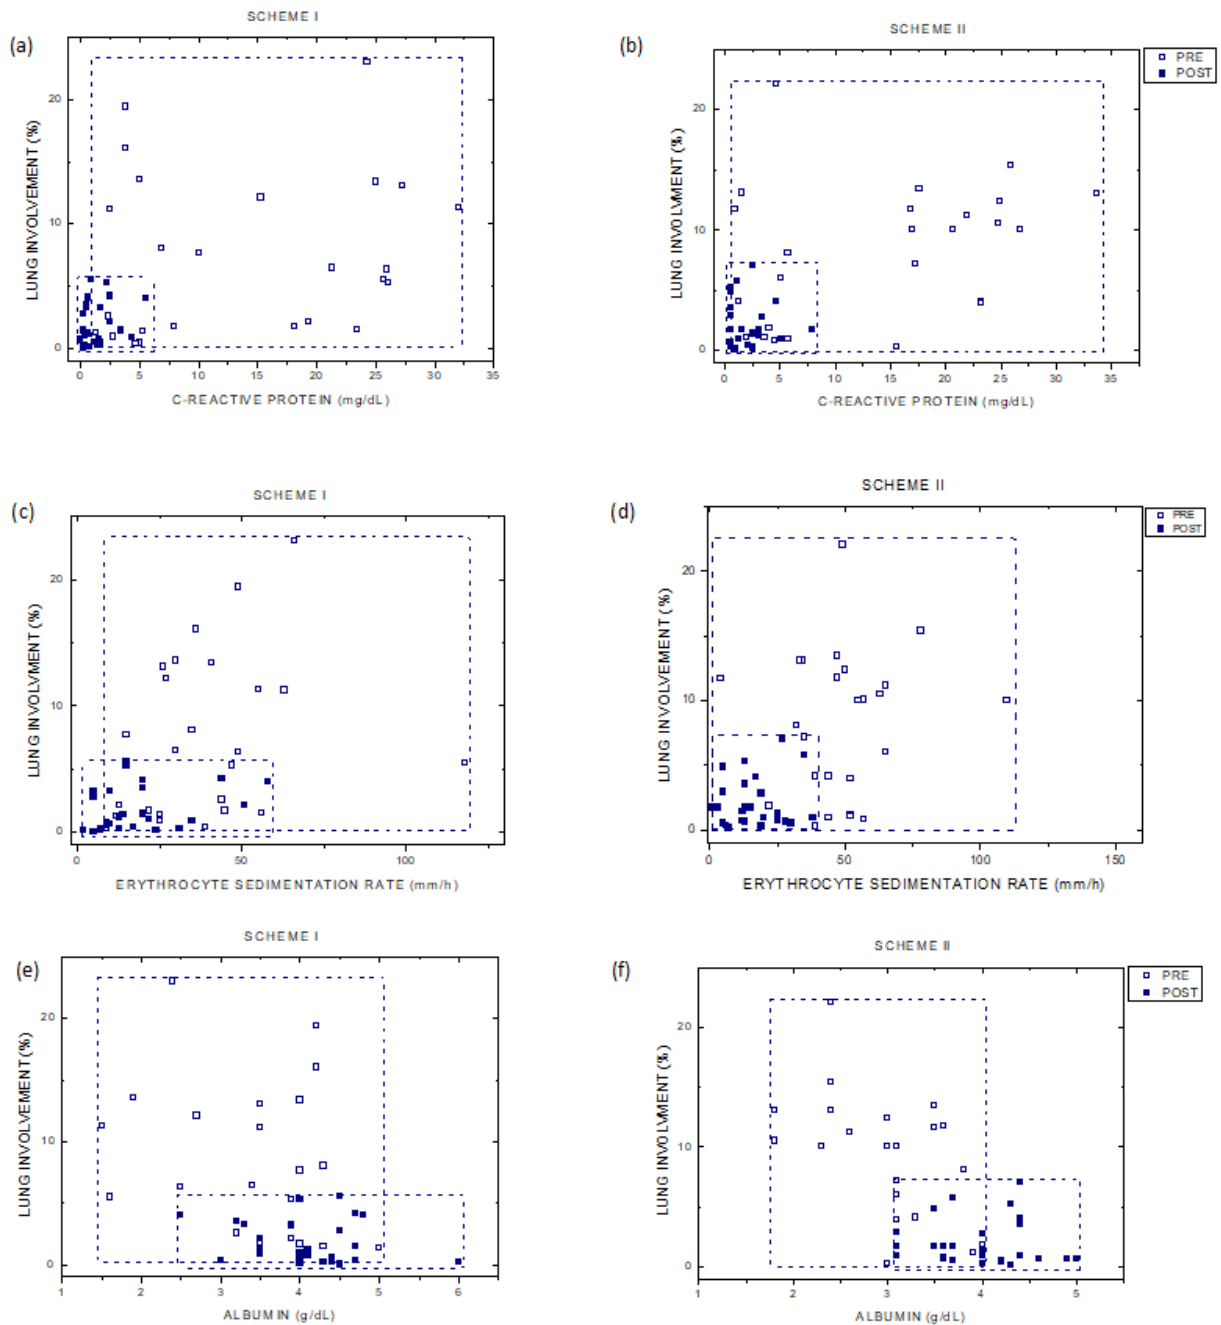 SCHEME I
(a)
20
10
0
LUNG INVOLVEMENT (%)
0 5 10 15 20 25 30 35
C-REACTIVE PROTEIN (mg/dL)
SCHEME II
(b)
PRE
POST
20
10
0
LUNG INVOLVMENT (%)
0 5 10 15 20 25 30 35
C-REACTIVE PROTEIN (mg/dL)
SCHEME I
(c)
20
10
0
LUNG INVOLVMENT (%)
0 50 100
ERYTHROCYTE SEDIMENTATION RATE (mm/h)
SCHEME II
(d)
PRE
POST
20
10
0
LUNG INVOLVMENT (%)
0 50 100 150
ERYTHROCYTE SEDIMENTATION RATE (mm/h)
SCHEME I
(e)
20
10
0
LUNG INVOLVEMENT (%)
1 2 3 4 5 6
ALBUMIN (g/dL)
SCHEME II
(f)
PRE
POST
20
10
0
LUNG INVOLVMENT (%)
1 2 3 4 5
ALBUMIN (g/dL)